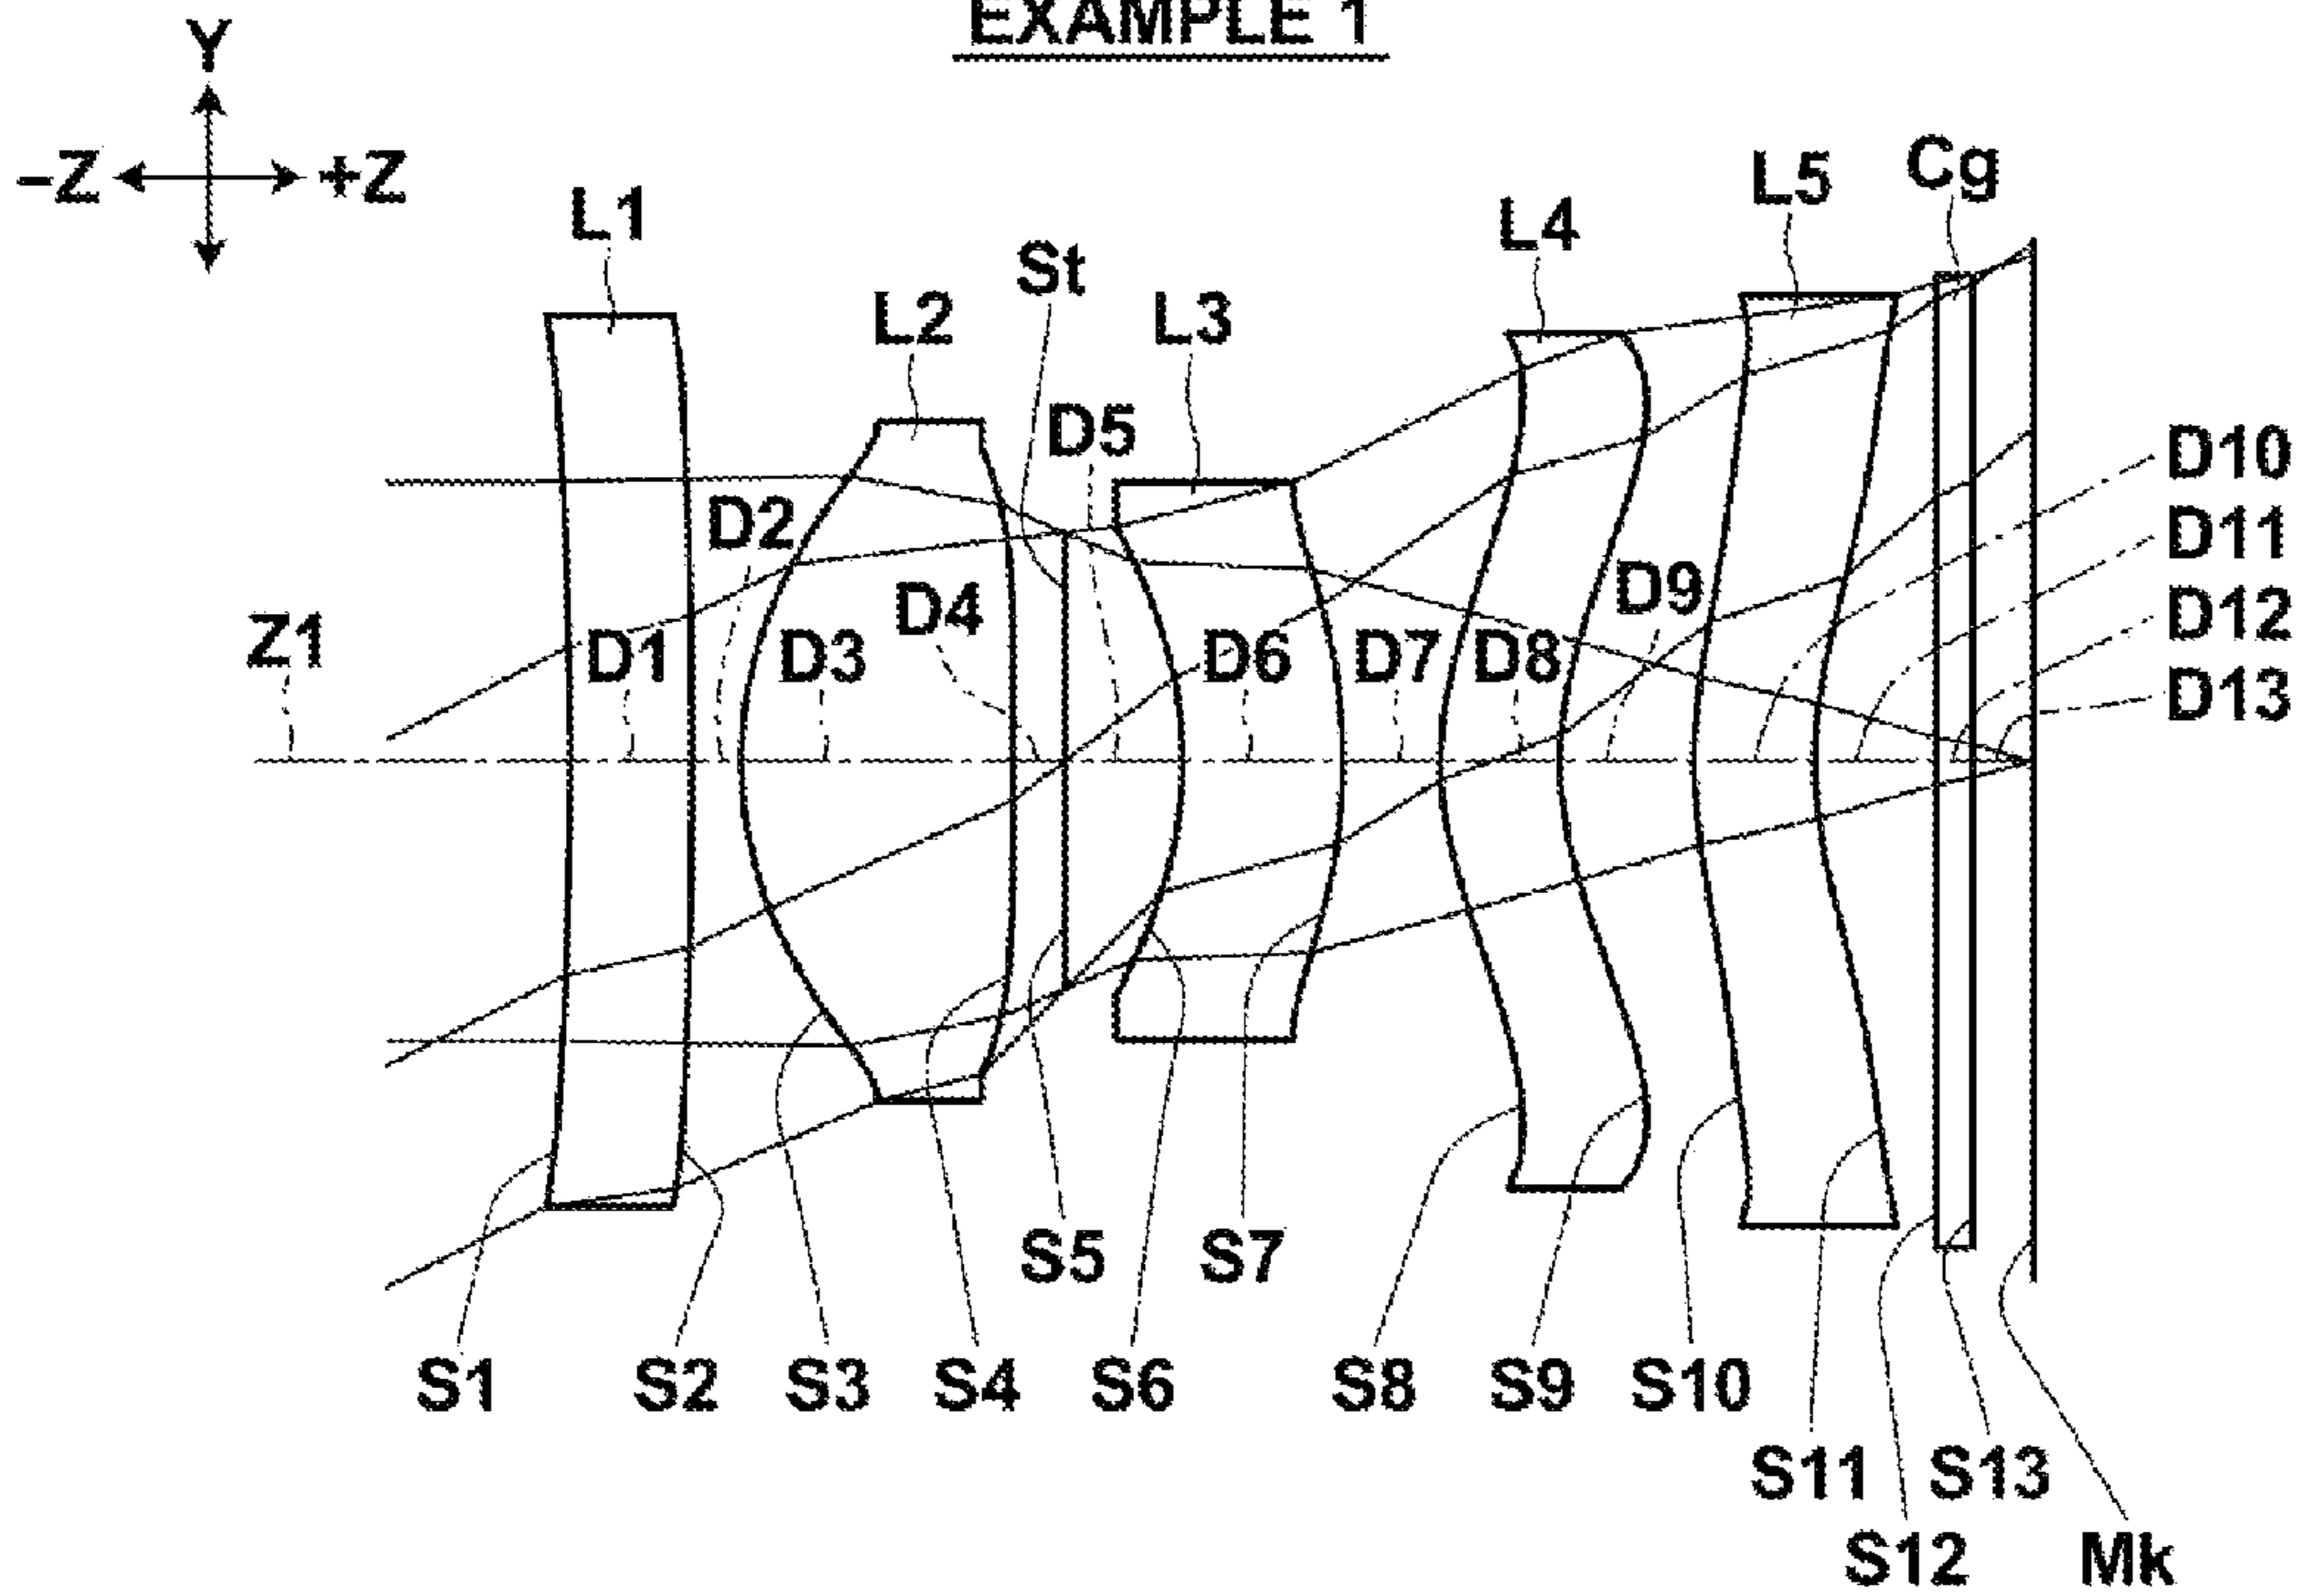 EXAMPLE 1
Y
-Z
+Z
L1
L2
St
L3
L4
L5
Cg
D5
D2
D4
D9
D10
D11
D12
D13
Z1
D1
D3
D6
D7
D8
S5
S7
S1
S2
S3
S4
S6
S8
S9
S10
S11
S13
S12
Mk